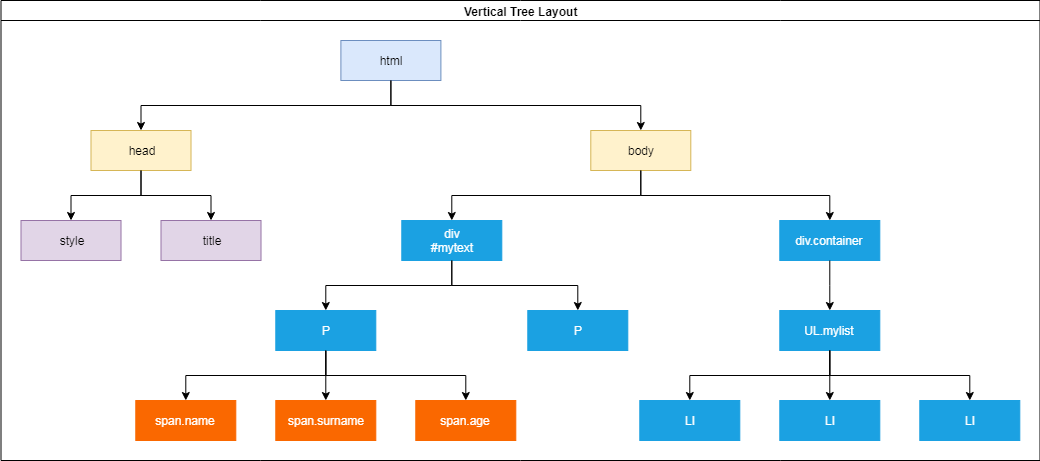 Vertical Tree Layout
html
head
body
style
title
div
#mytext
div.container
P
P
UL.mylist
span.name
span.surname
span.age
LI
LI
LI